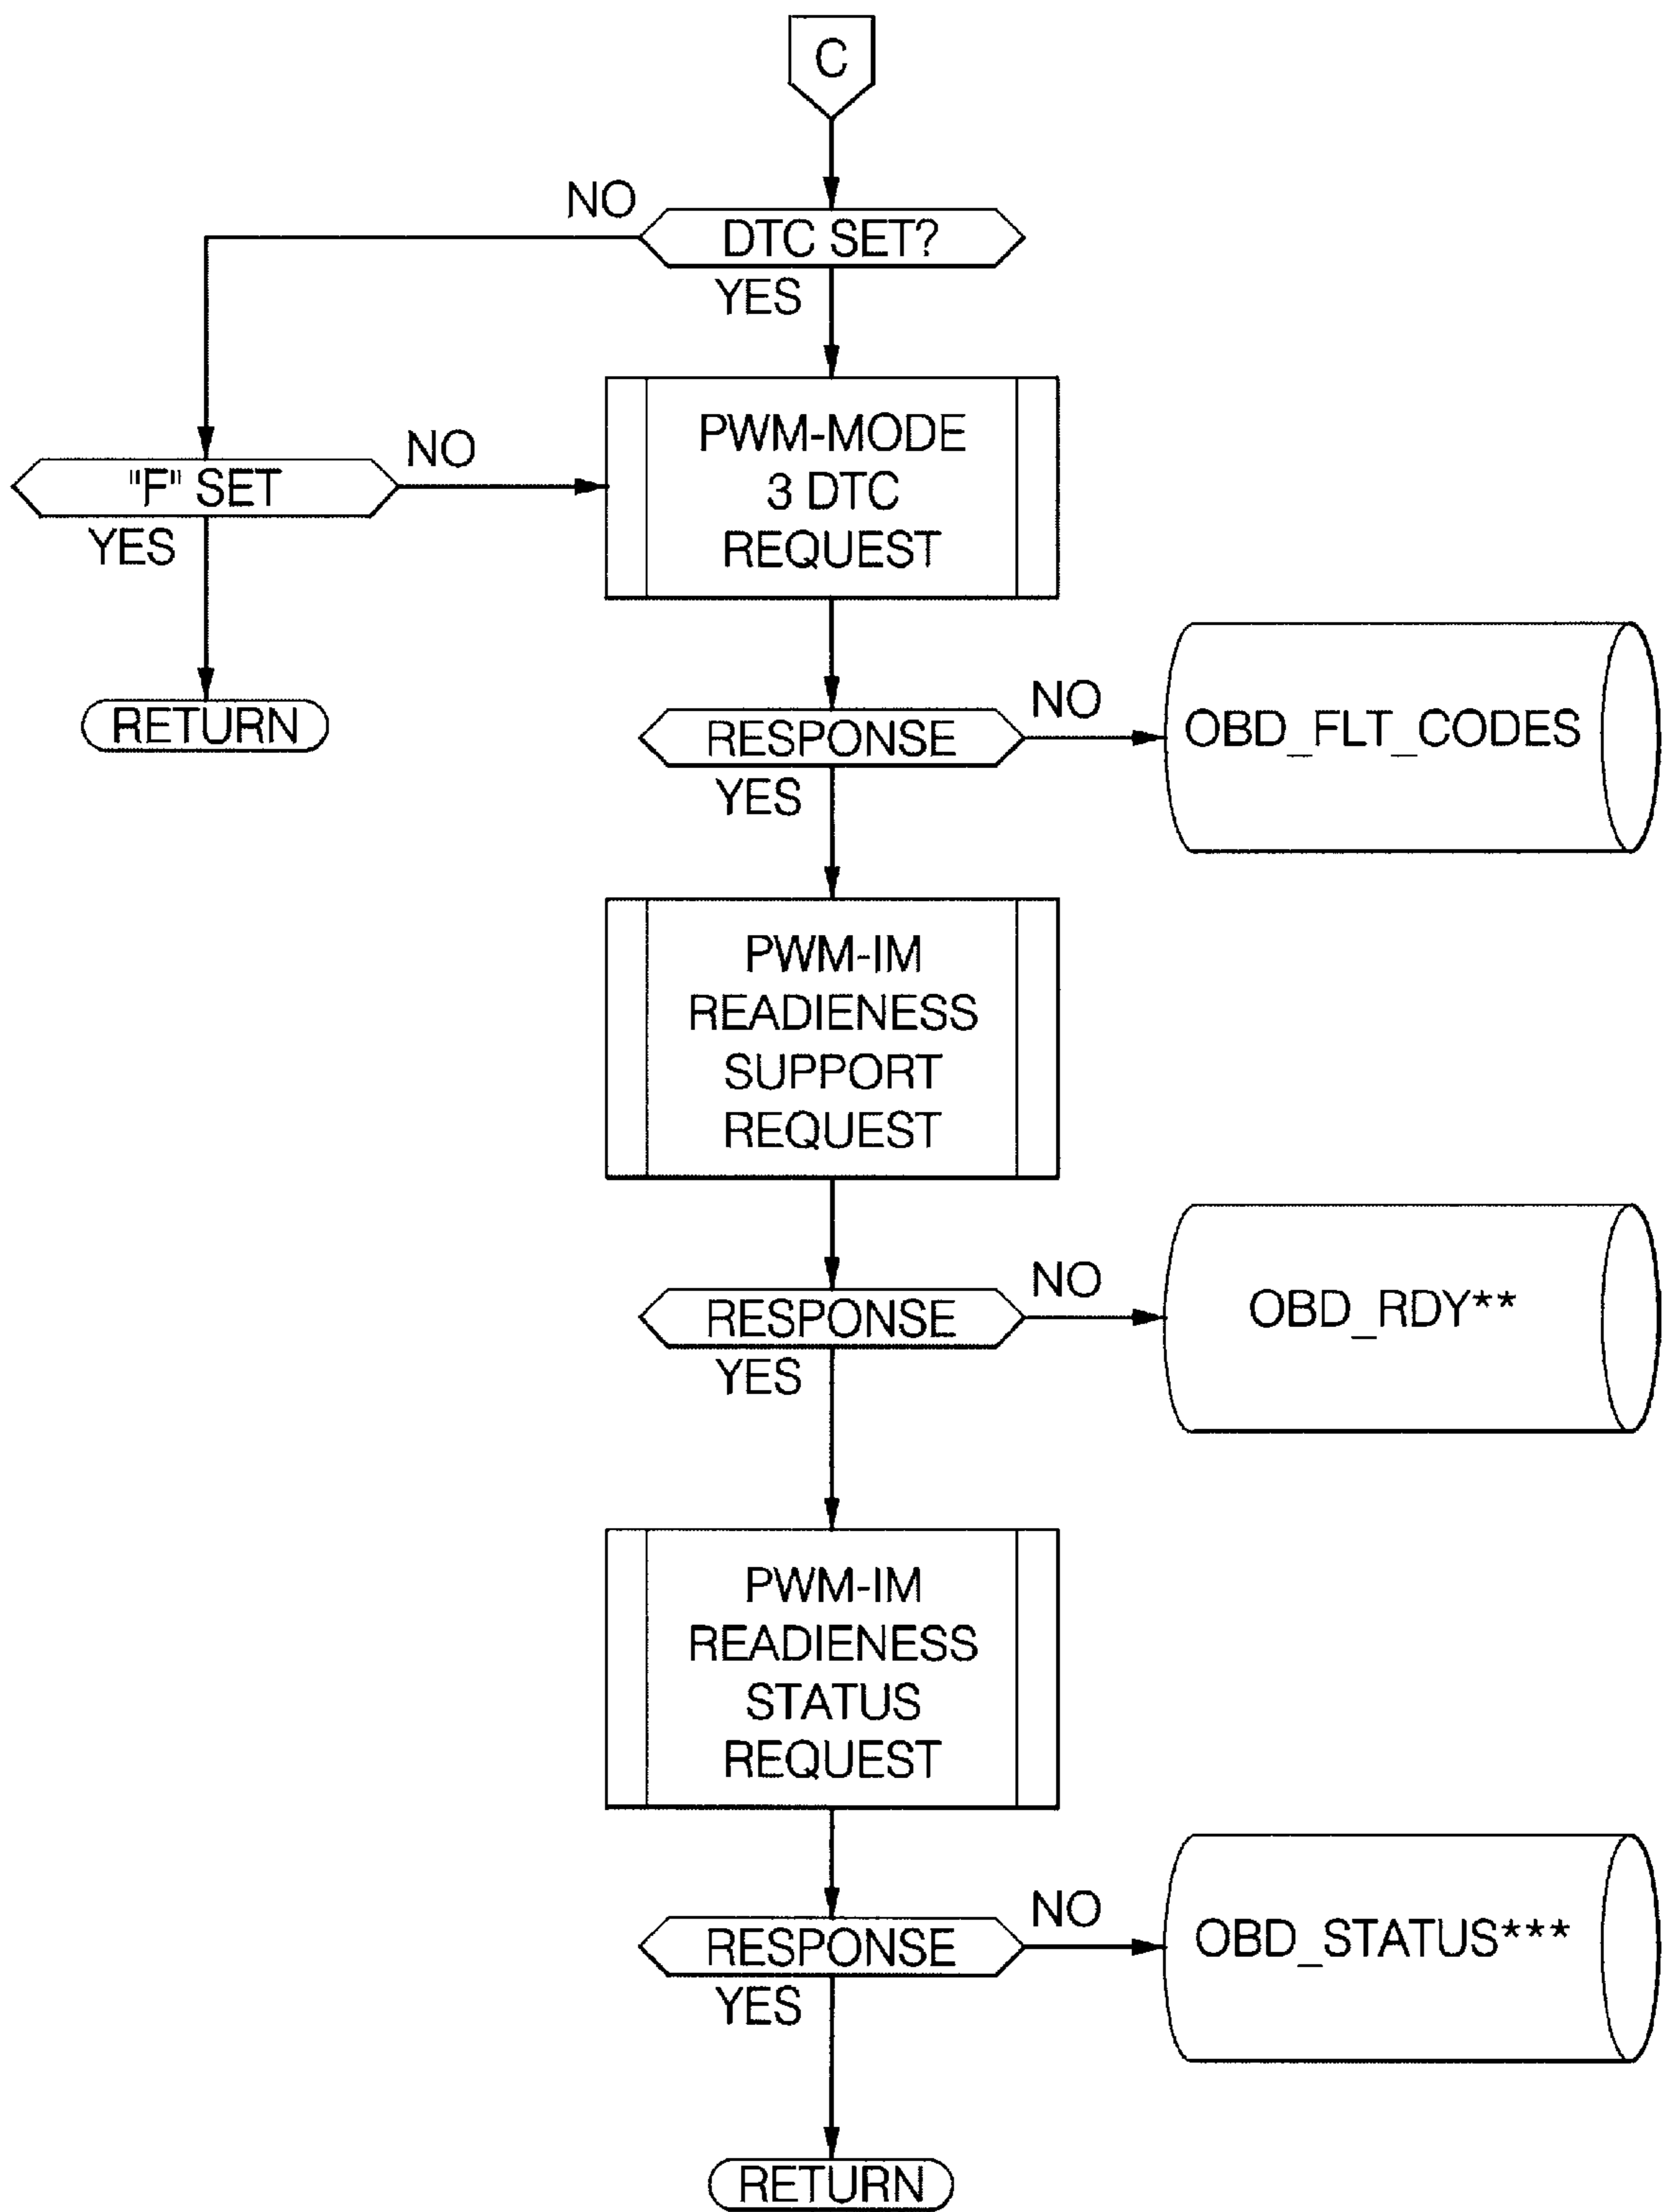 C
NO
DTC SET?
YES
"F" SET
NO
YES
PWM-MODE
3 DTC
REQUEST
RETURN
RESPONSE
NO
YES
OBD_FLT_CODES
PWM-IM
READIENESS
SUPPORT
REQUEST
RESPONSE
NO
YES
OBD_RDY**
PWM-IM
READIENESS
STATUS
REQUEST
RESPONSE
NO
YES
OBD_STATUS***
RETURN